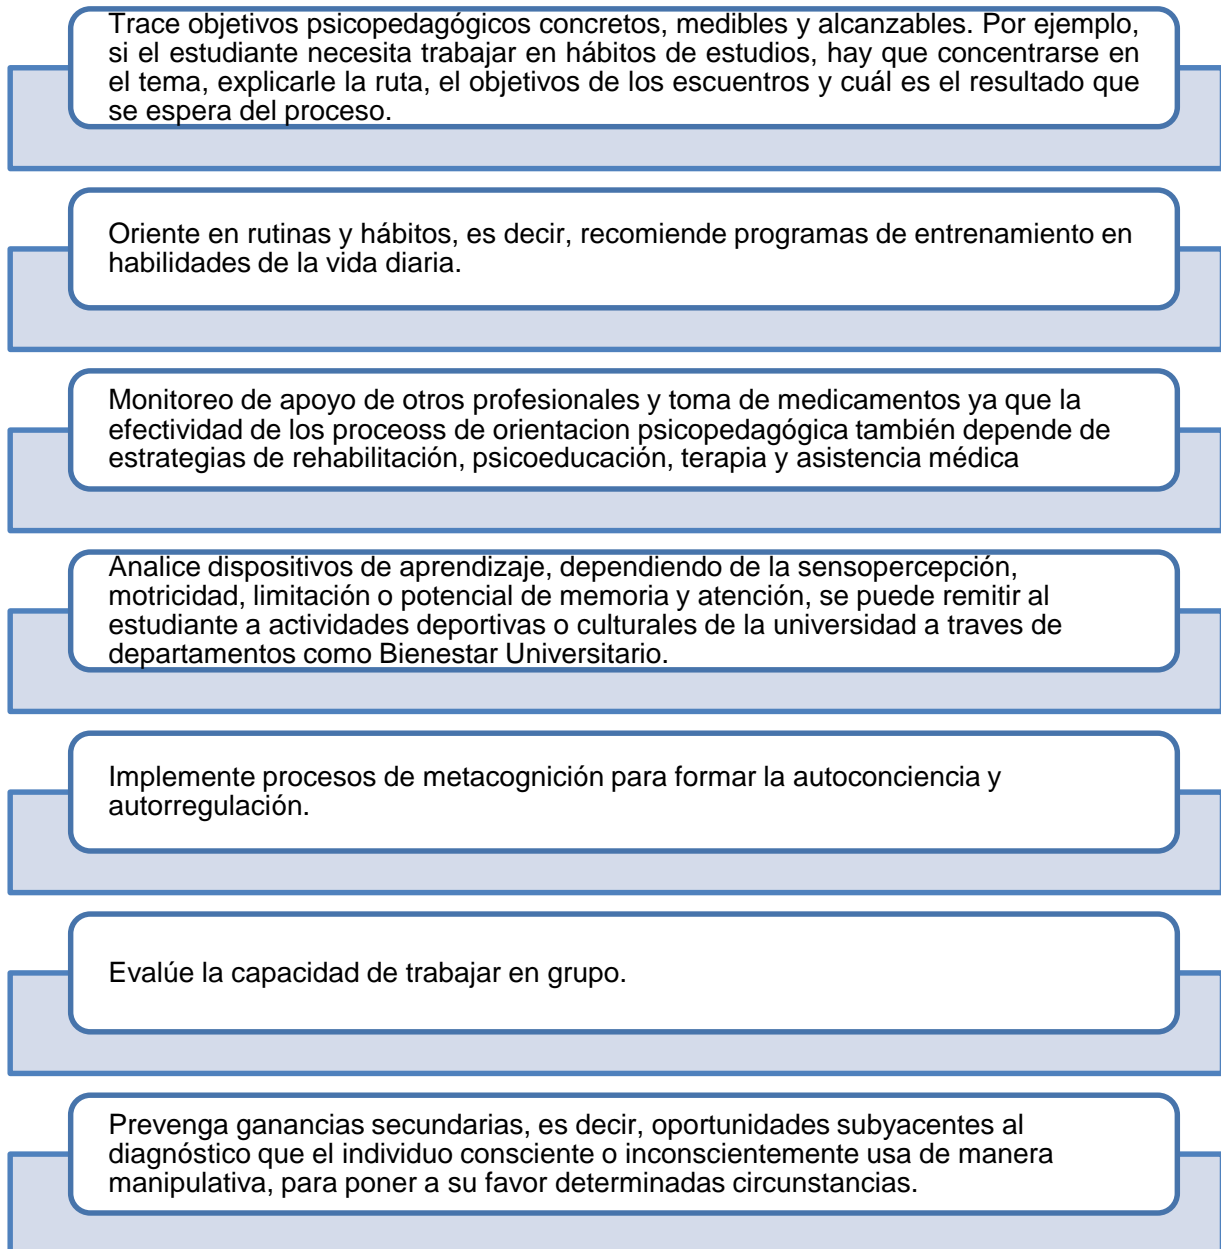 Trace objetivos psicopedagógicos concretos, medibles y alcanzables. Por ejemplo,
si el estudiante necesita trabajar en hábitos de estudios, hay que concentrarse en
el tema, explicarle la ruta, el objetivos de los escuentros y cuál es el resultado que
se espera del proceso.
Oriente en rutinas y hábitos, es decir, recomiende programas de entrenamiento en
habilidades de la vida diaria.
Monitoreo de apoyo de otros profesionales y toma de medicamentos ya que la
efectividad de los proceoss de orientacion psicopedagógica también depende de
estrategias de rehabilitación, psicoeducación, terapia y asistencia médica
Analice dispositivos de aprendizaje, dependiendo de la sensopercepción,
motricidad, limitación o potencial de memoria y atención, se puede remitir al
estudiante a actividades deportivas o culturales de la universidad a traves de
departamentos como Bienestar Universitario.
Implemente procesos de metacognición para formar la autoconciencia y
autorregulación.
Evalúe la capacidad de trabajar en grupo.
Prevenga ganancias secundarias, es decir, oportunidades subyacentes al
diagnóstico que el individuo consciente o inconscientemente usa de manera
manipulativa, para poner a su favor determinadas circunstancias.